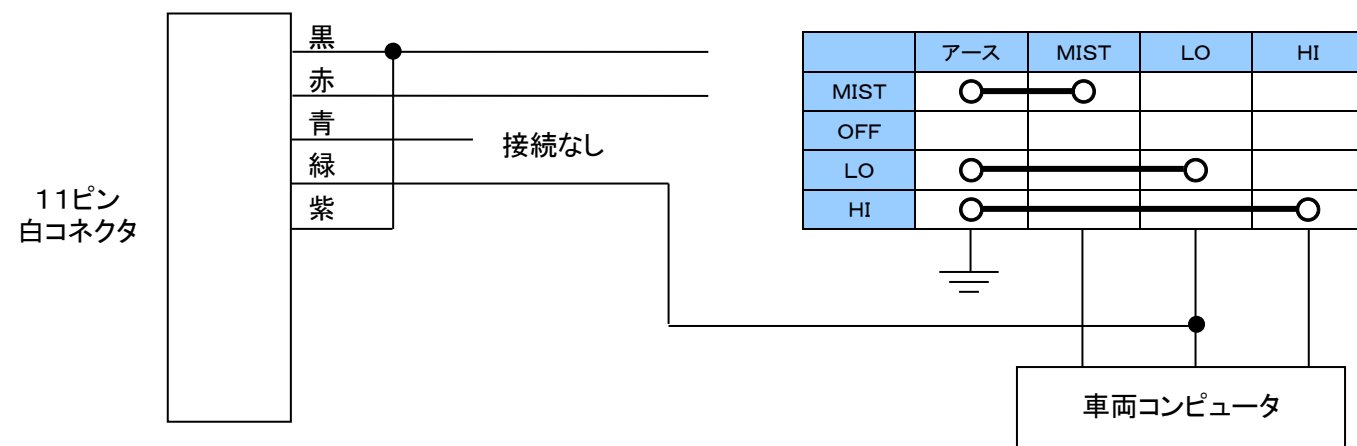 黒
赤
青
緑
紫
接続なし
11ピン
白コネクタ
アース MIST LO HI
MIST
OFF
LO
HI
車両コンピュータ